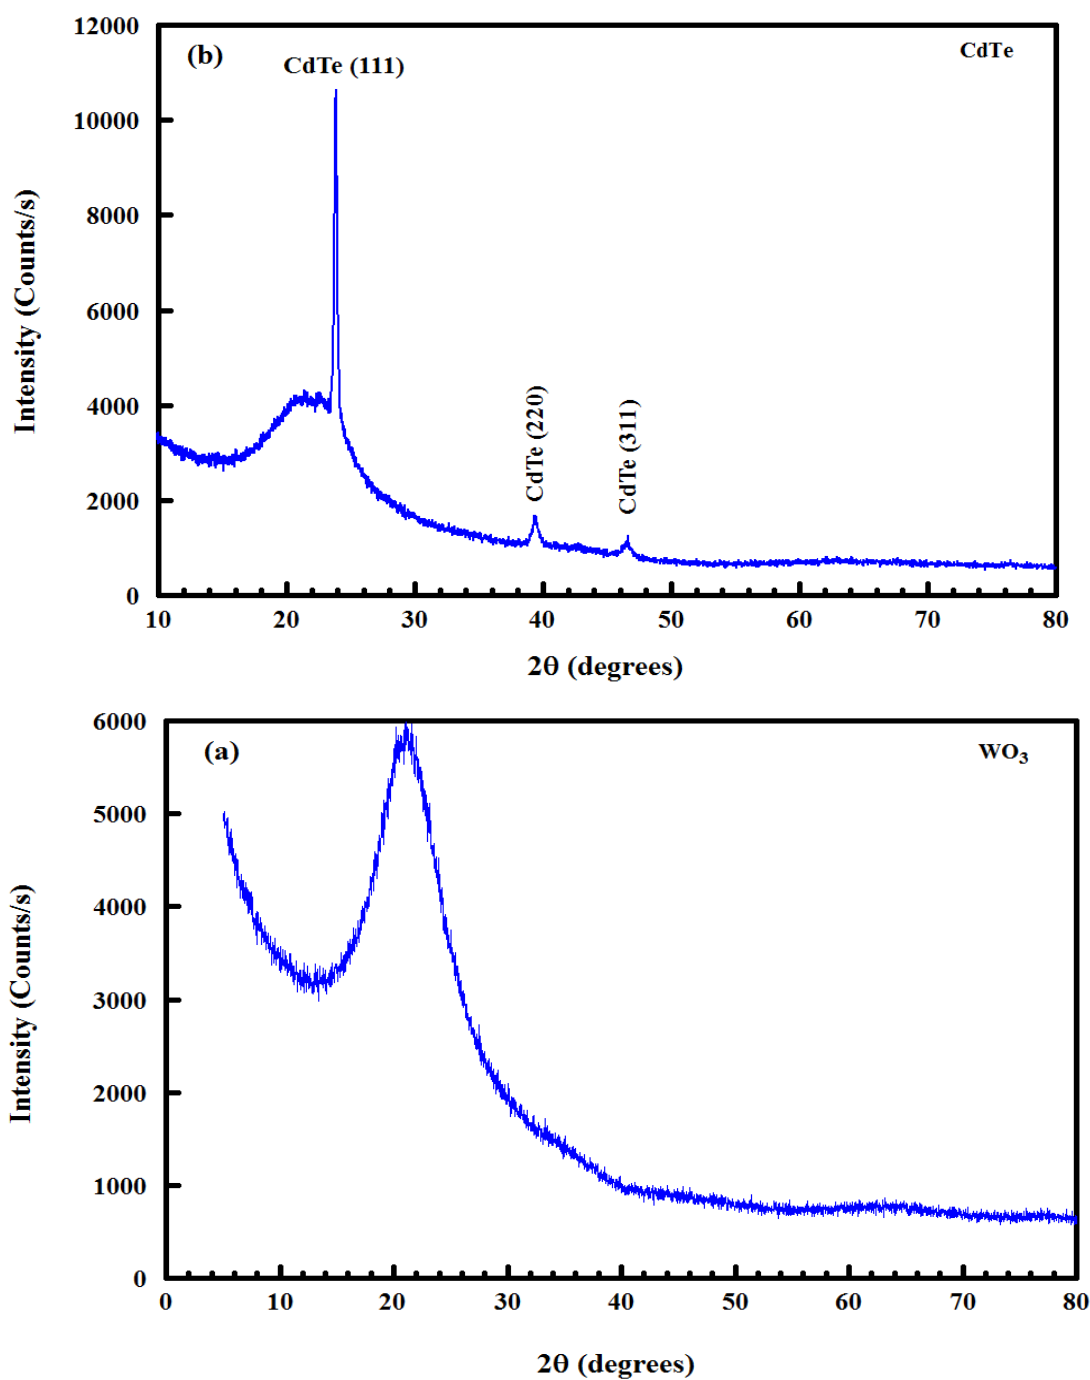 (b)
CdTe
CdTe (111)
CdTe (220)
CdTe (311)
Intensity (Counts/s)
12000
10000
8000
6000
4000
2000
0
10 20 30 40 50 60 70 80
2θ (degrees)
(a)
WO₃
Intensity (Counts/s)
6000
5000
4000
3000
2000
1000
0
0 10 20 30 40 50 60 70 80
2θ (degrees)